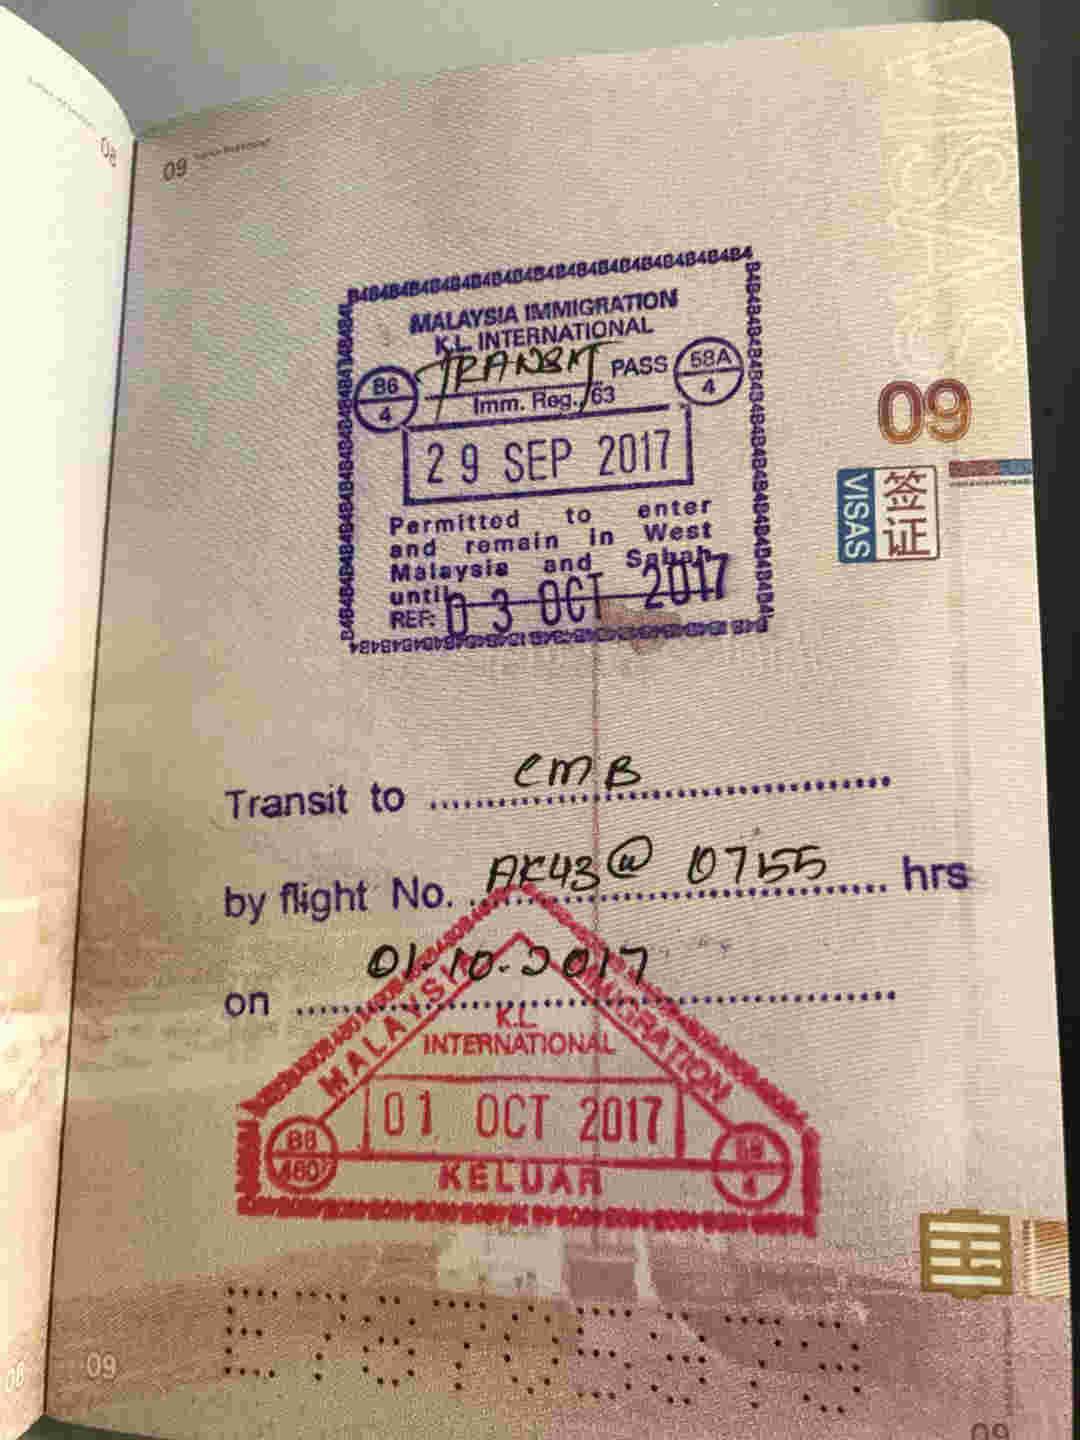 09
MALAYSIA IMMIGRATION
K.L. INTERNATIONAL
B6 4 TRANSIT PASS 58A 4
Imm. Reg. 63
29 SEP 2017
Permitted to enter
and remain in West
Malaysia and Sabah
until
REF: 03 OCT 2017
09
VISAS 签证
Transit to CMB
by flight No. AK43 @ 0755 hrs
on 01.10.2017
MALAYSIA IMMIGRATION
K.L.
INTERNATIONAL
01 OCT 2017
KELUAR
09
09